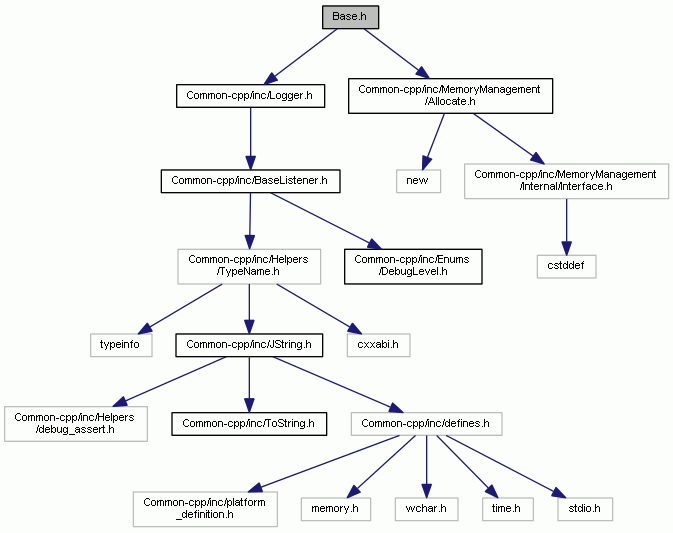 Base.h
Common-cpp/inc/Logger.h
Common-cpp/inc/MemoryManagement
/Allocate.h
Common-cpp/inc/BaseListener.h
new
Common-cpp/inc/MemoryManagement
/Internal/Interface.h
Common-cpp/inc/Helpers
/TypeName.h
Common-cpp/inc/Enums
/DebugLevel.h
cstddef
typeinfo
Common-cpp/inc/JString.h
cxxabi.h
Common-cpp/inc/Helpers
/debug_assert.h
Common-cpp/inc/ToString.h
Common-cpp/inc/defines.h
Common-cpp/inc/platform
_definition.h
memory.h
wchar.h
time.h
stdio.h